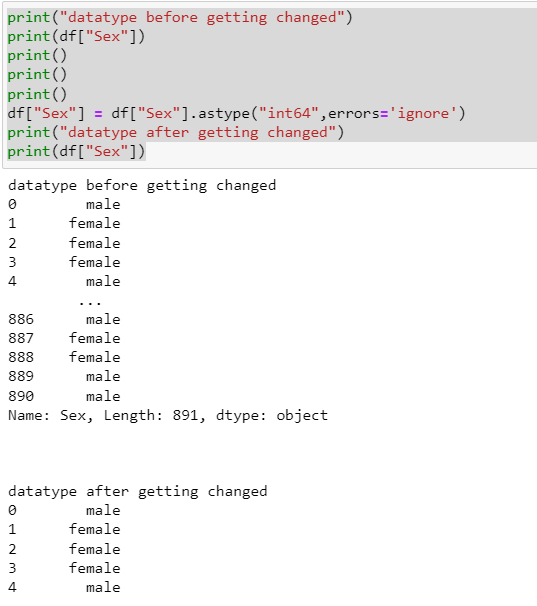 print("datatype before getting changed")
print(df["Sex"])
print()
print()
print()
df["Sex"] = df["Sex"].astype("int64",errors='ignore')
print("datatype after getting changed")
print(df["Sex"])
datatype before getting changed
0        male
1      female
2      female
3      female
4        male
        ...
886      male
887    female
888    female
889      male
890      male
Name: Sex, Length: 891, dtype: object
datatype after getting changed
0        male
1      female
2      female
3      female
4        male